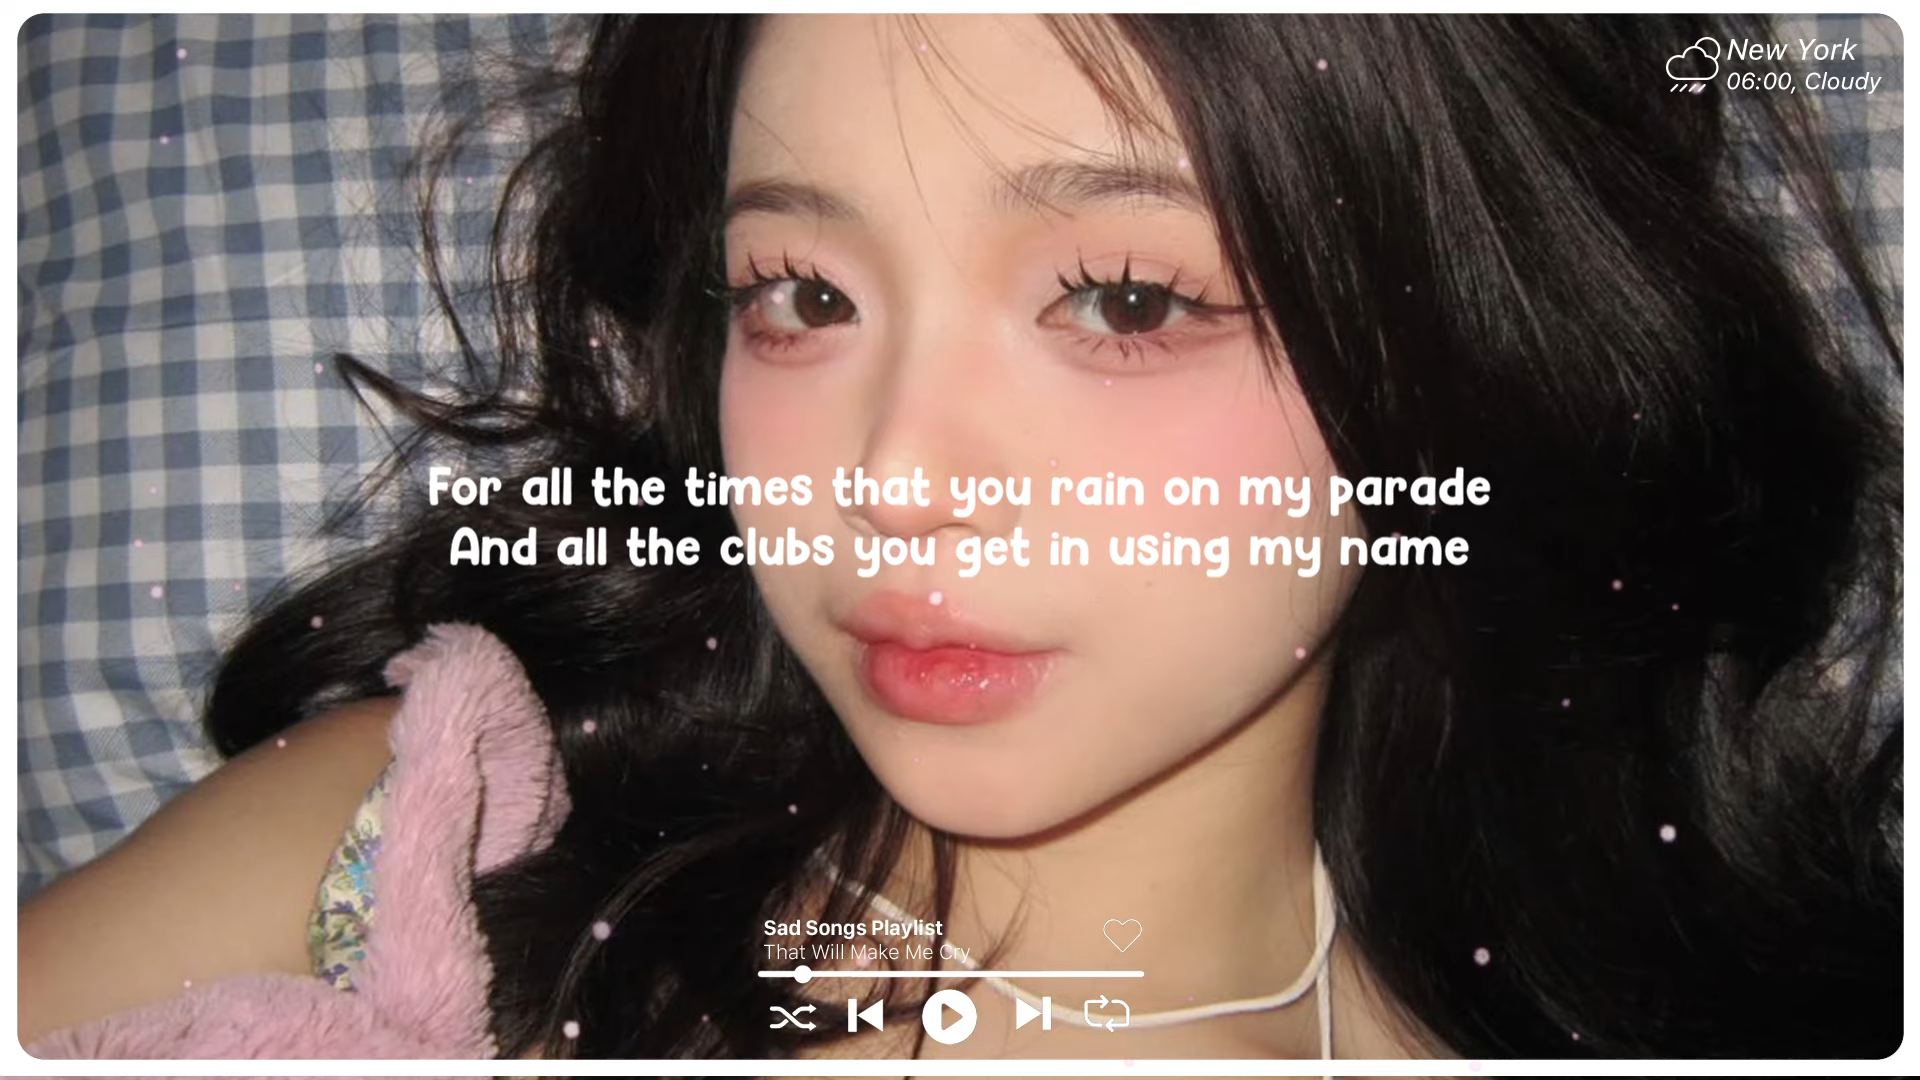 New York
06:00, Cloudy
For all the times that you rain on my parade
And all the clubs you get in using my name
Sad Songs Playlist
That Will Make Me Cry